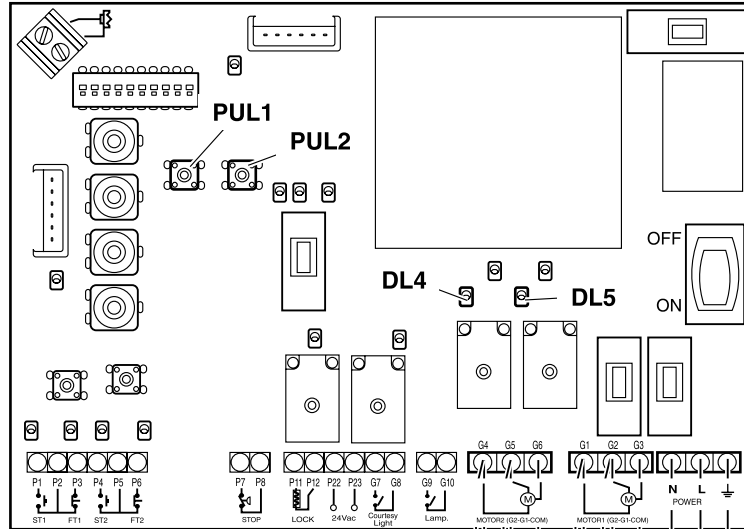 PUL1
PUL2
OFF
ON
DL4
DL5
G4 G5 G6
G1 G2 G3
P1 P2 P3 P4 P5 P6
P7 P8
P11 P12 P22 P23 G7 G8
G9 G10
N L
POWER
ST1 FT1 ST2 FT2
STOP
LOCK
24Vac
Courtesy
Light
Lamp.
M
M
MOTOR2 (G2-G1-COM)
MOTOR1 (G2-G1-COM)